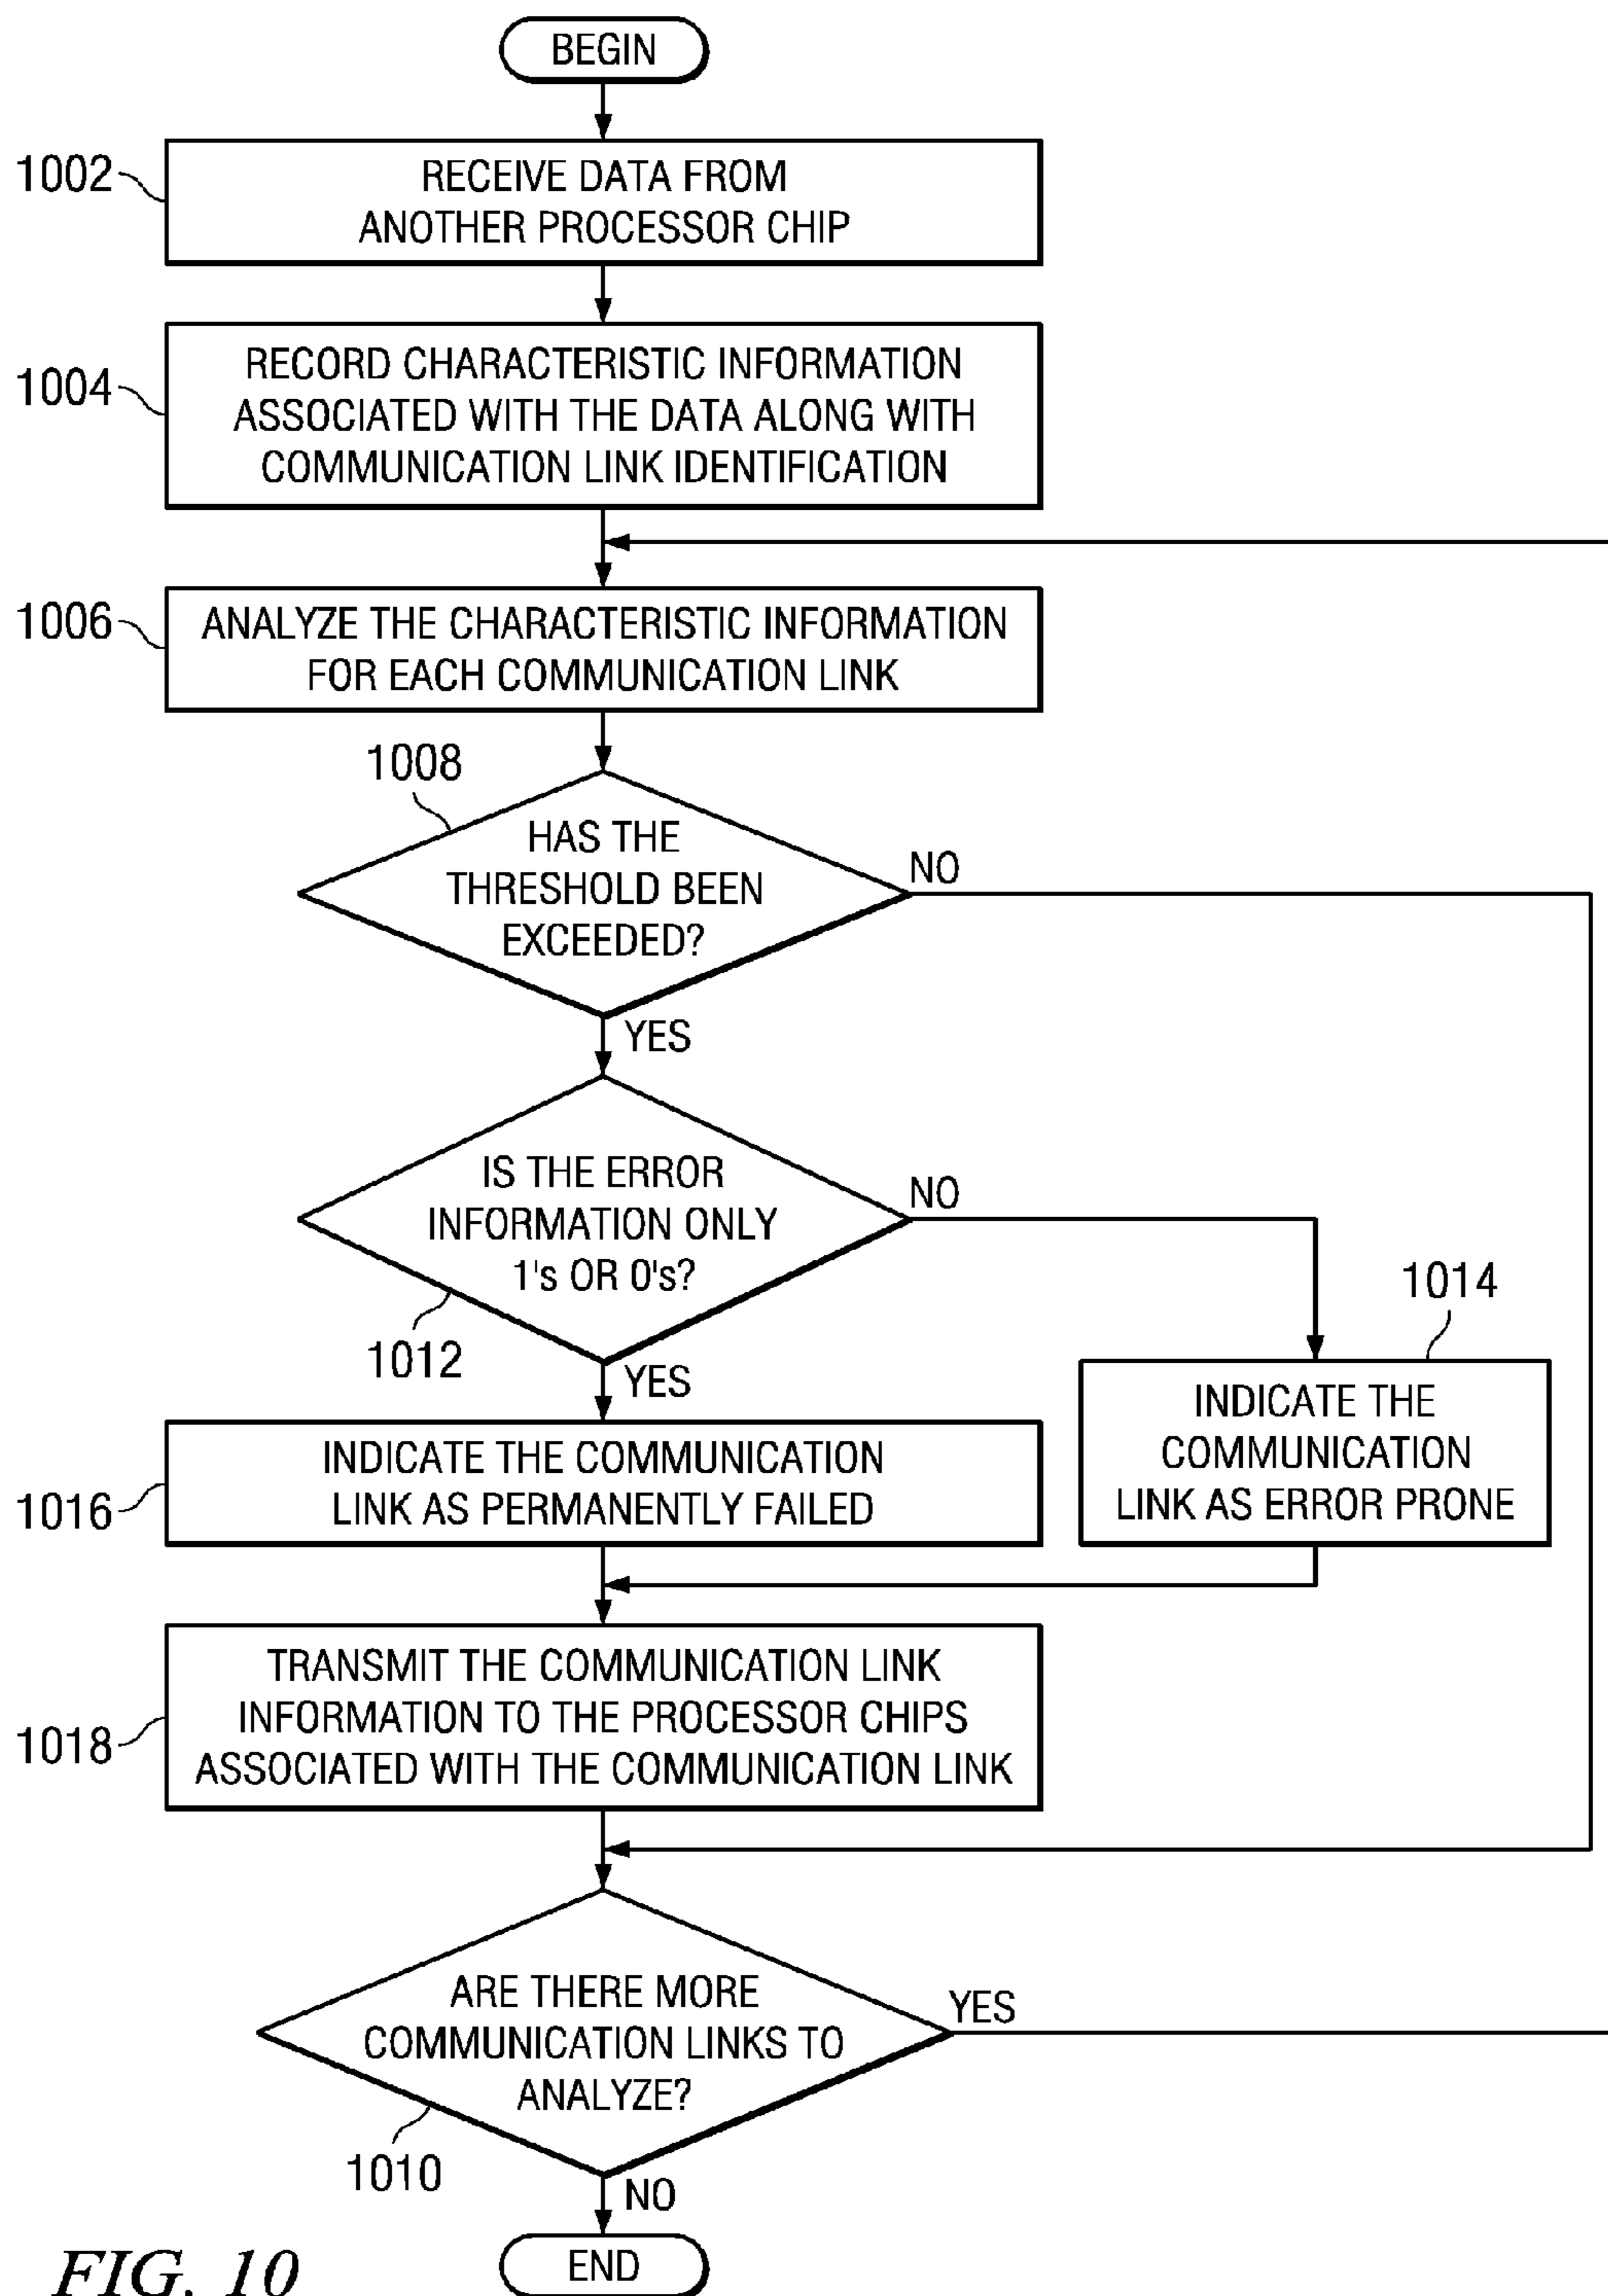 BEGIN
1002
RECEIVE DATA FROM
ANOTHER PROCESSOR CHIP
1004
RECORD CHARACTERISTIC INFORMATION
ASSOCIATED WITH THE DATA ALONG WITH
COMMUNICATION LINK IDENTIFICATION
1006
ANALYZE THE CHARACTERISTIC INFORMATION
FOR EACH COMMUNICATION LINK
1008
HAS THE
THRESHOLD BEEN
EXCEEDED?
NO
YES
IS THE ERROR
INFORMATION ONLY
1's OR 0's?
NO
1012
YES
1014
INDICATE THE
COMMUNICATION
LINK AS ERROR PRONE
1016
INDICATE THE COMMUNICATION
LINK AS PERMANENTLY FAILED
1018
TRANSMIT THE COMMUNICATION LINK
INFORMATION TO THE PROCESSOR CHIPS
ASSOCIATED WITH THE COMMUNICATION LINK
ARE THERE MORE
COMMUNICATION LINKS TO
ANALYZE?
YES
1010
NO
END
FIG. 10